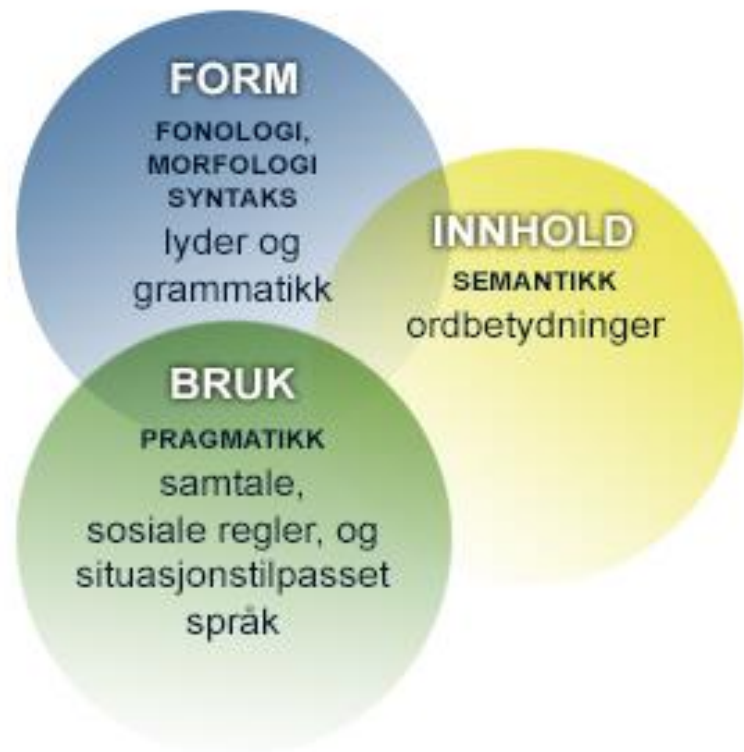 FORM
FONOLOGI,
MORFOLOGI
SYNTAKS
lyder og
grammatikk
INNHOLD
SEMANTIKK
ordbetydninger
BRUK
PRAGMATIKK
samtale,
sosiale regler, og
situasjonstilpasset
språk